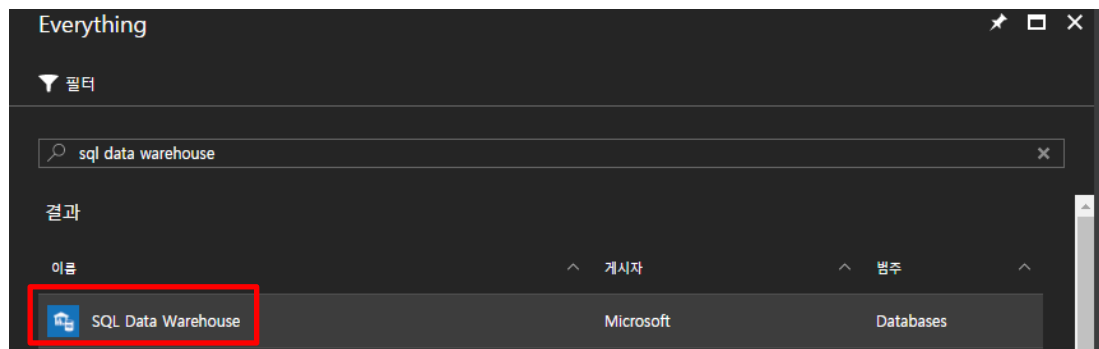 Everything
필터
sql data warehouse
결과
이름 게시자 범주
SQL Data Warehouse Microsoft Databases